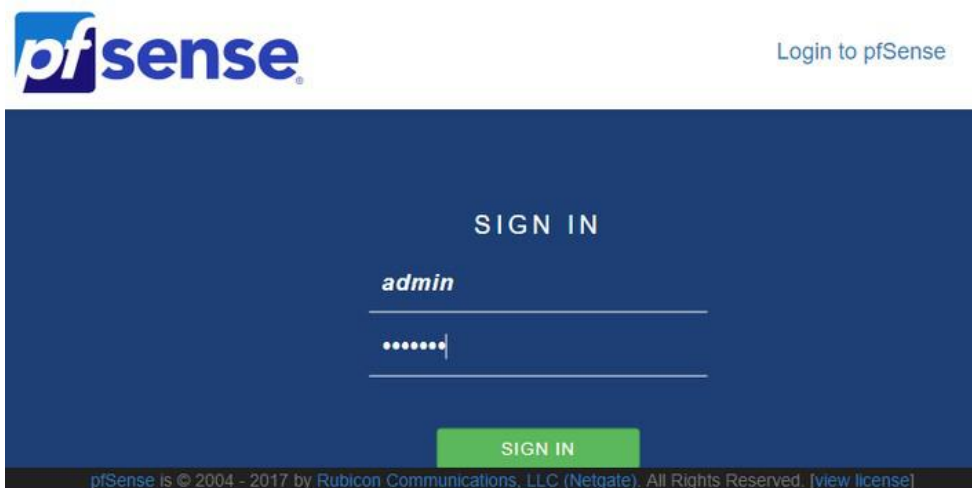 pfsense®
Login to pfSense
SIGN IN
admin
•••••••
SIGN IN
pfSense is © 2004 - 2017 by Rubicon Communications, LLC (Netgate). All Rights Reserved. [view license]